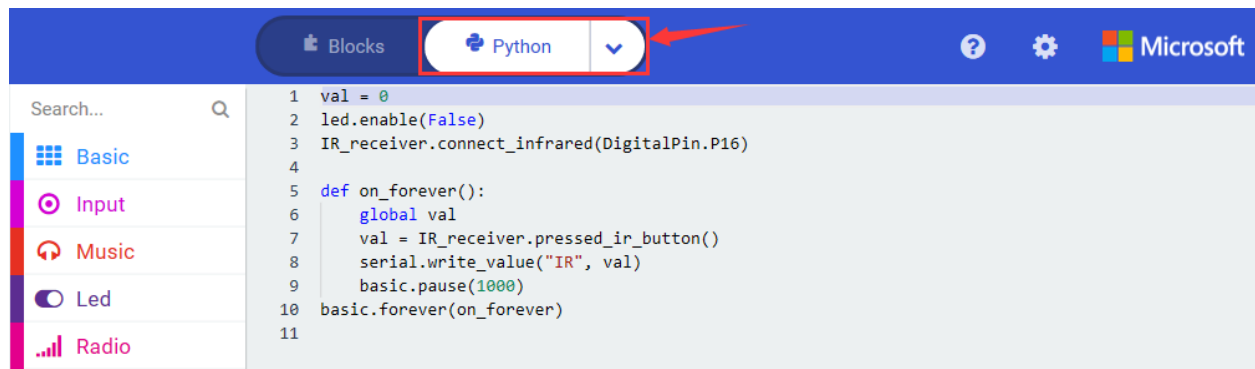 Blocks
Python
Microsoft
Search...
Basic
Input
Music
Led
Radio
1 val = 0
2 led.enable(False)
3 IR_receiver.connect_infrared(DigitalPin.P16)
4
5 def on_forever():
6     global val
7     val = IR_receiver.pressed_ir_button()
8     serial.write_value("IR", val)
9     basic.pause(1000)
10 basic.forever(on_forever)
11